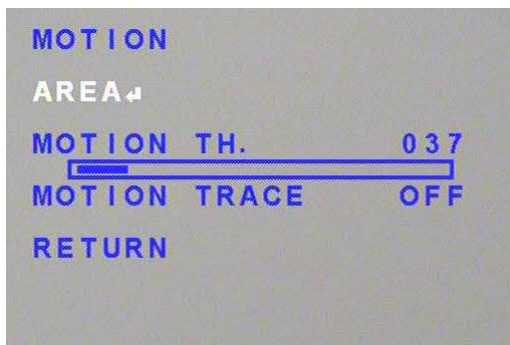 MOTION
AREA↵
MOTION TH. 037
MOTION TRACE OFF
RETURN